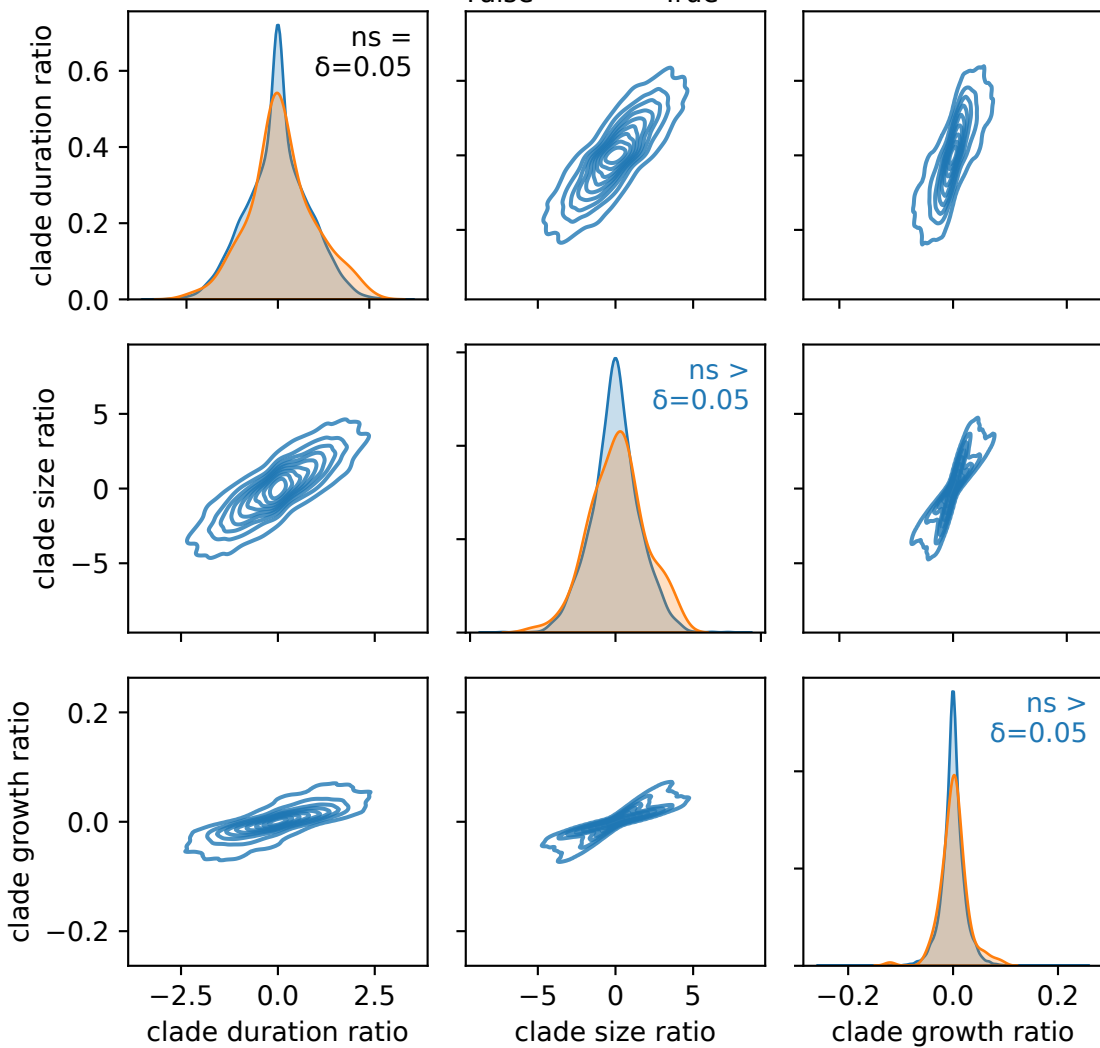 clade duration ratio
0.6
0.4
0.2
0.0
ns =
δ=0.05
clade size ratio
5
0
−5
ns >
δ=0.05
clade growth ratio
0.2
0.0
−0.2
ns >
δ=0.05
−2.5 0.0 2.5
−5 0 5
−0.2 0.0 0.2
clade duration ratio
clade size ratio
clade growth ratio